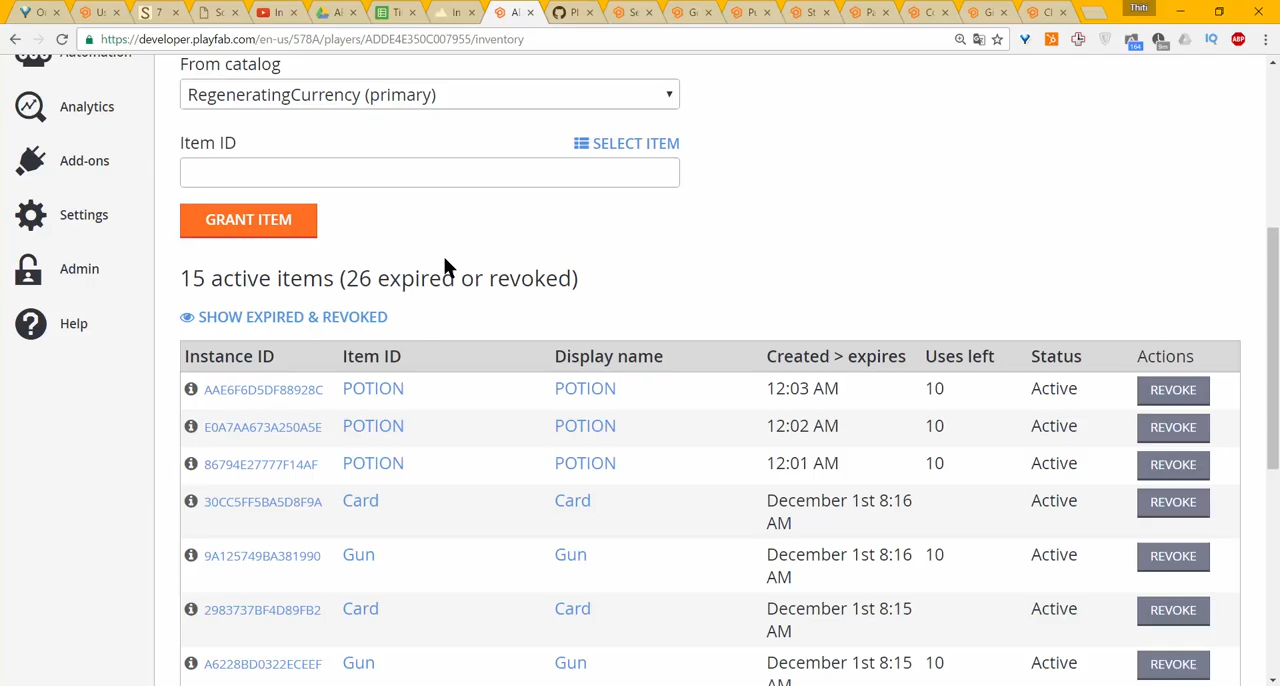 Thiti
https://developer.playfab.com/en-us/578A/players/ADDE4E350C007955/inventory
164
9m
IQ
ABP
Analytics
Add-ons
Settings
Admin
Help
From catalog
RegeneratingCurrency (primary)
Item ID
SELECT ITEM
GRANT ITEM
15 active items (26 expired or revoked)
SHOW EXPIRED & REVOKED
Instance ID Item ID Display name Created > expires Uses left Status Actions
AAE6F6D5DF88928C POTION POTION 12:03 AM 10 Active REVOKE
E0A7AA673A250A5E POTION POTION 12:02 AM 10 Active REVOKE
86794E27777F14AF POTION POTION 12:01 AM 10 Active REVOKE
30CC5FF5BA5D8F9A Card Card December 1st 8:16 Active REVOKE
AM
9A125749BA381990 Gun Gun December 1st 8:16 10 Active REVOKE
AM
2983737BF4D89FB2 Card Card December 1st 8:15 Active REVOKE
AM
A6228BD0322ECEEF Gun Gun December 1st 8:15 10 Active REVOKE